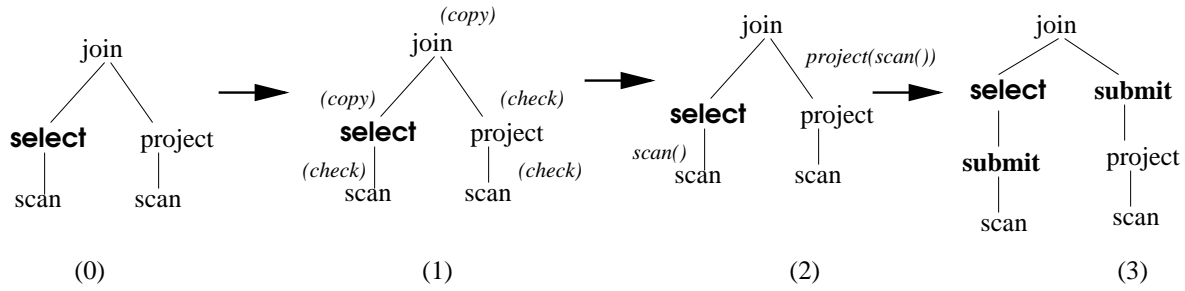 join
select project
scan scan
(0)
(copy)
join
(copy) (check)
select project
(check) (check)
scan scan
(1)
join
project(scan())
select project
scan()
scan scan
(2)
join
select submit
submit project
scan scan
(3)